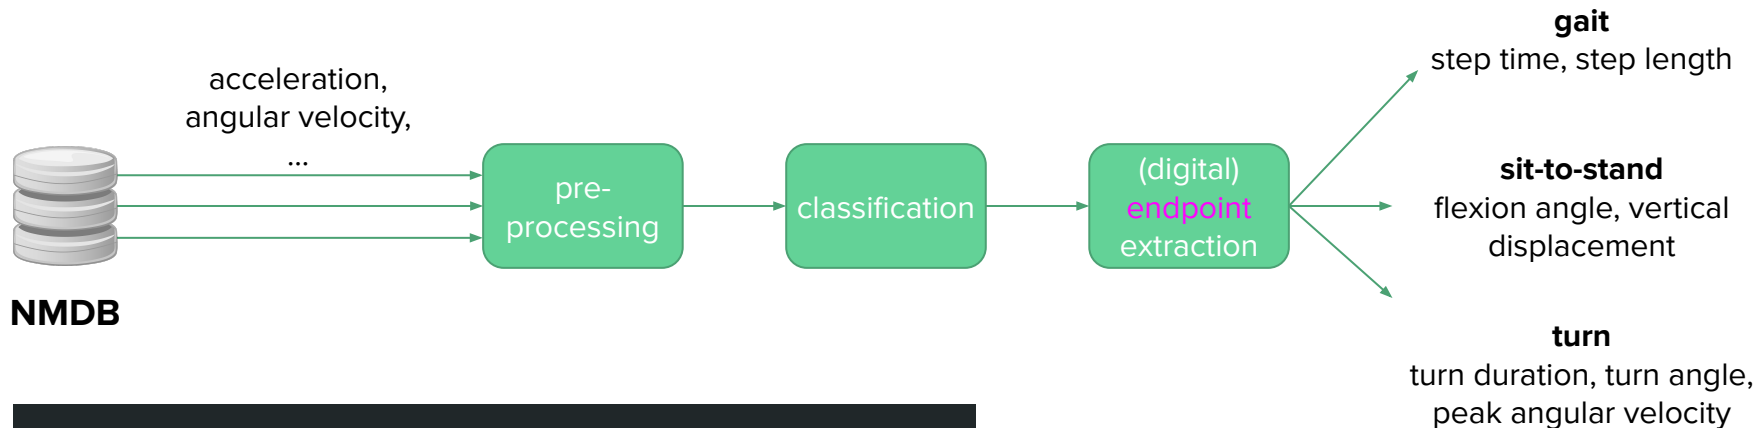 acceleration,
angular velocity,
...
NMDB
pre-
processing
classification
(digital)
endpoint
extraction
gait
step time, step length
sit-to-stand
flexion angle, vertical
displacement
turn
turn duration, turn angle,
peak angular velocity